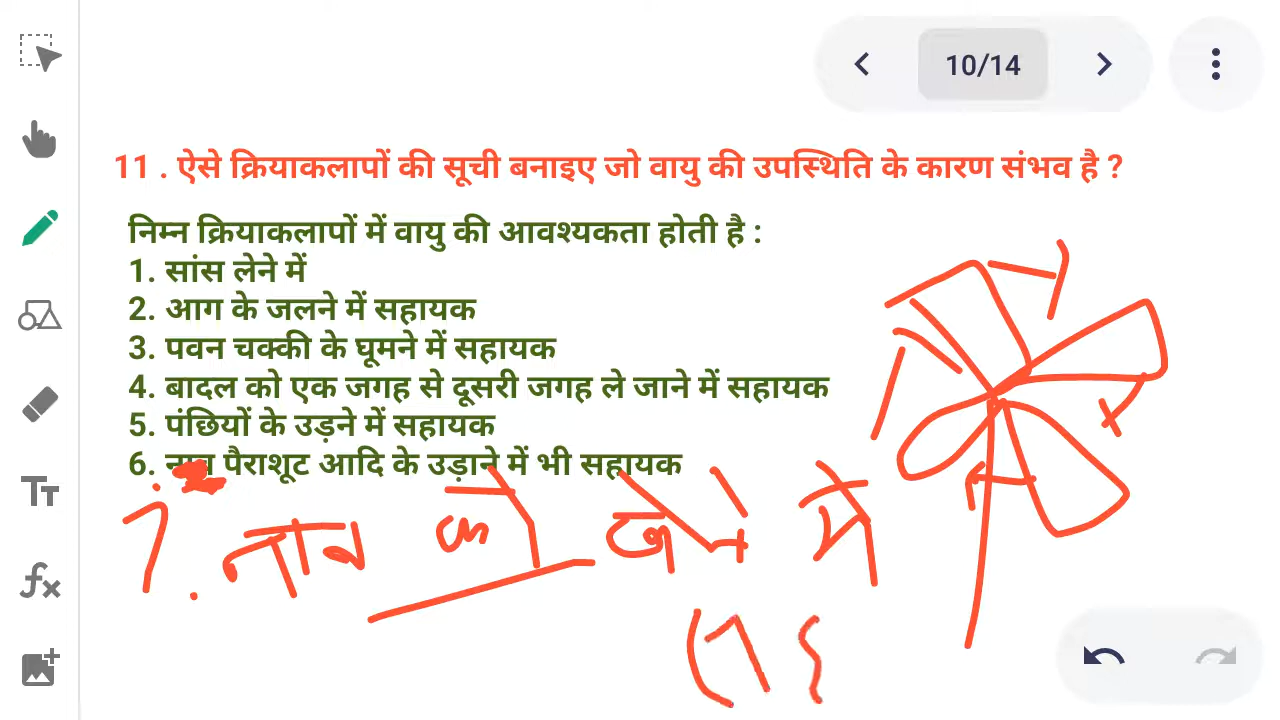 10/14
11 . ऐसे क्रियाकलापों की सूची बनाइए जो वायु की उपस्थिति के कारण संभव है ?
निम्न क्रियाकलापों में वायु की आवश्यकता होती है :
1. सांस लेने में
2. आग के जलने में सहायक
3. पवन चक्की के घूमने में सहायक
4. बादल को एक जगह से दूसरी जगह ले जाने में सहायक
5. पंछियों के उड़ने में सहायक
6. नाव पैराशूट आदि के उड़ाने में भी सहायक
नाव को खेने में
Tт
fx